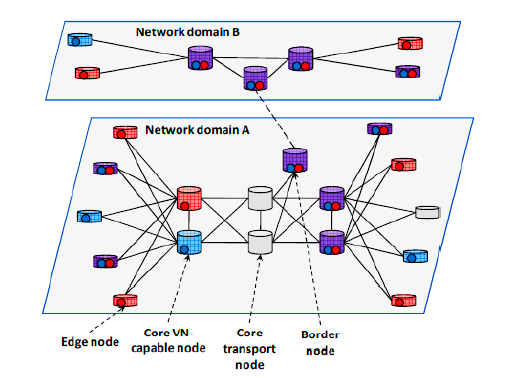 Network domain B
Network domain A
Edge node
Core VN-
capable node
Core
transport
node
Border
node